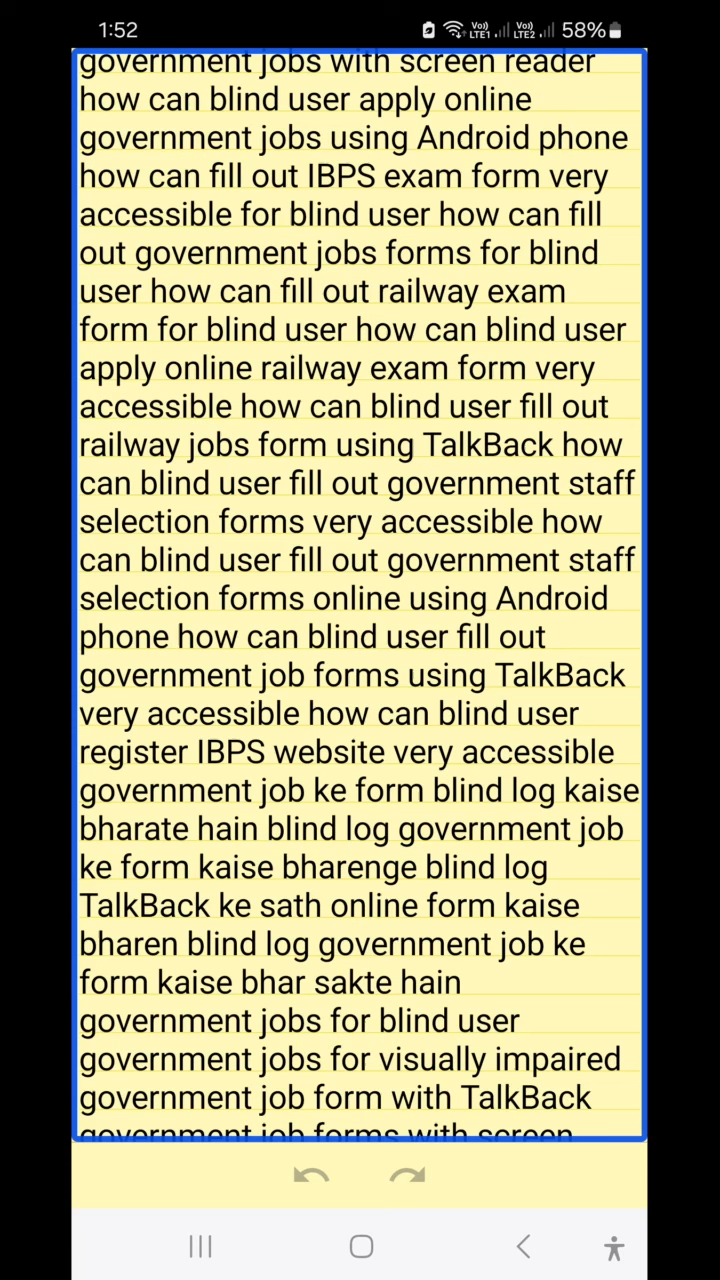 1:52
Vo)) LTE1 Vo)) LTE2 58%
government jobs with screen reader
how can blind user apply online
government jobs using Android phone
how can fill out IBPS exam form very
accessible for blind user how can fill
out government jobs forms for blind
user how can fill out railway exam
form for blind user how can blind user
apply online railway exam form very
accessible how can blind user fill out
railway jobs form using TalkBack how
can blind user fill out government staff
selection forms very accessible how
can blind user fill out government staff
selection forms online using Android
phone how can blind user fill out
government job forms using TalkBack
very accessible how can blind user
register IBPS website very accessible
government job ke form blind log kaise
bharate hain blind log government job
ke form kaise bharenge blind log
TalkBack ke sath online form kaise
bharen blind log government job ke
form kaise bhar sakte hain
government jobs for blind user
government jobs for visually impaired
government job form with TalkBack
government job forms with screen